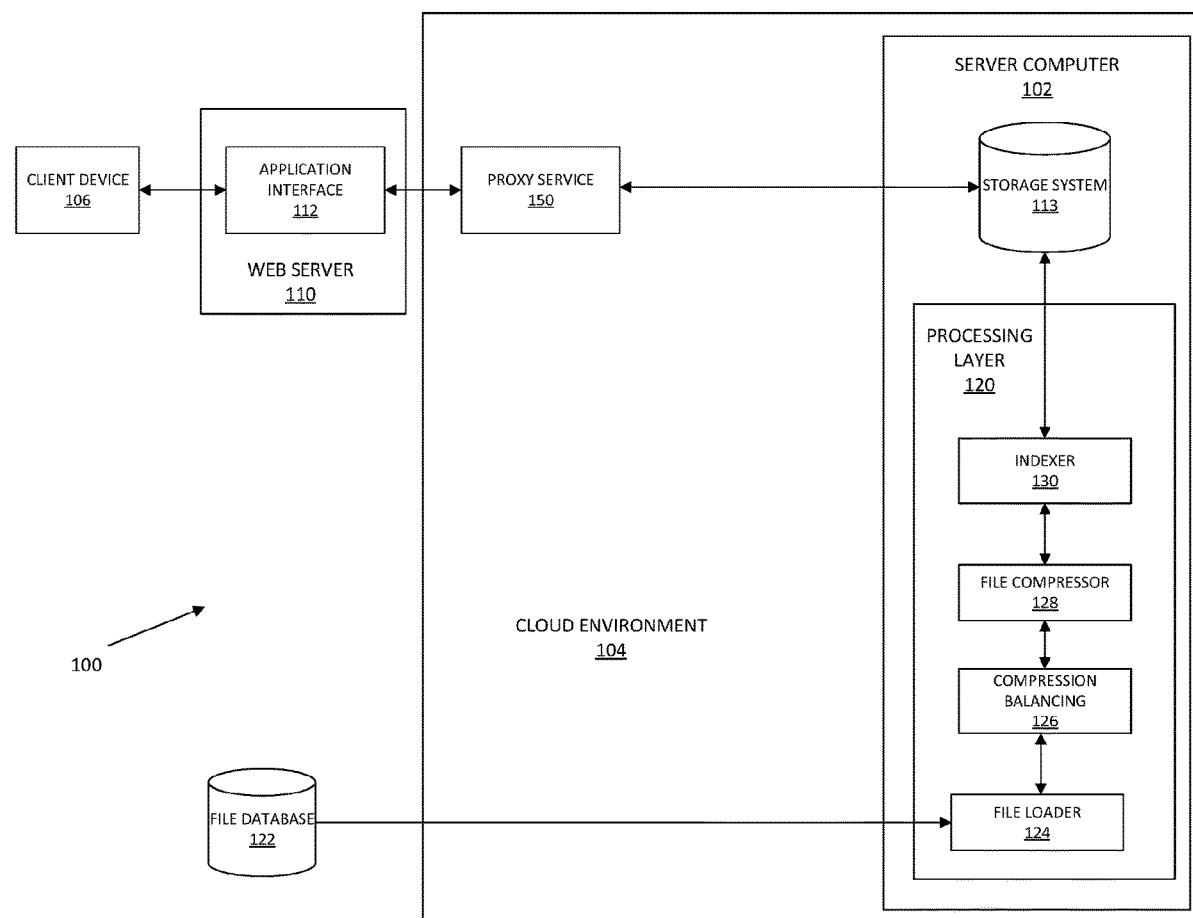 SERVER COMPUTER
102
CLIENT DEVICE
106
APPLICATION
INTERFACE
112
WEB SERVER
110
PROXY SERVICE
150
STORAGE SYSTEM
113
PROCESSING
LAYER
120
INDEXER
130
FILE COMPRESSOR
128
COMPRESSION
BALANCING
126
FILE LOADER
124
CLOUD ENVIRONMENT
104
100
FILE DATABASE
122